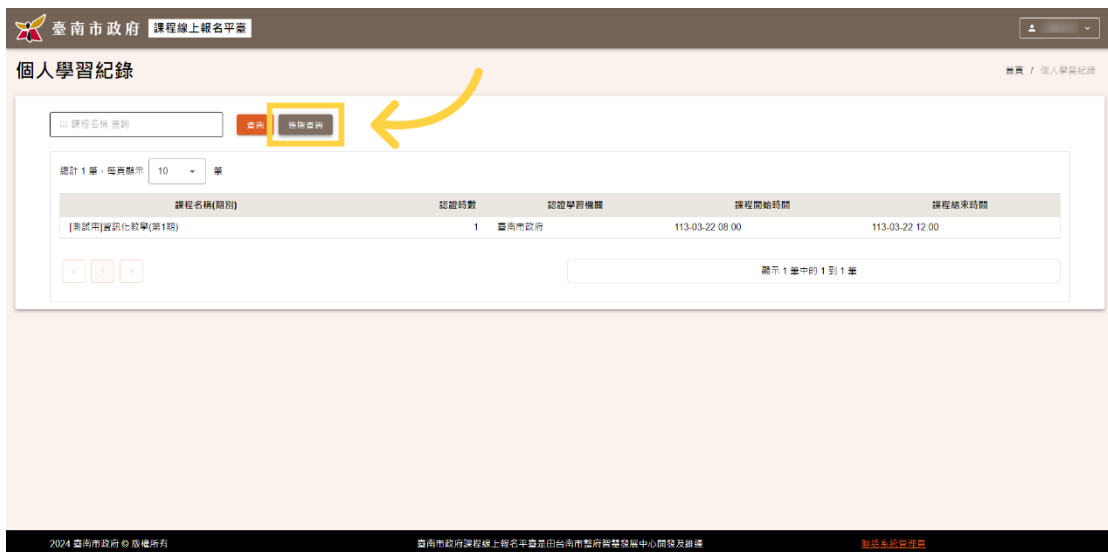 臺南市政府 課程線上報名平臺
個人學習紀錄
首頁 / 個人學習紀錄
以 課程名稱 查詢
查詢
進階查詢
總計 1 筆，每頁顯示 10 筆
課程名稱(期別) 認證時數 認證學習機關 課程開始時間 課程結束時間
[測試用]資訊化教學(第1期) 1 臺南市政府 113-03-22 08:00 113-03-22 12:00
< 1 >
顯示 1 筆中的 1 到 1 筆
2024 臺南市政府 © 版權所有 臺南市政府課程線上報名平臺是由台南市暨府智慧發展中心開發及維運 聯絡系統管理員